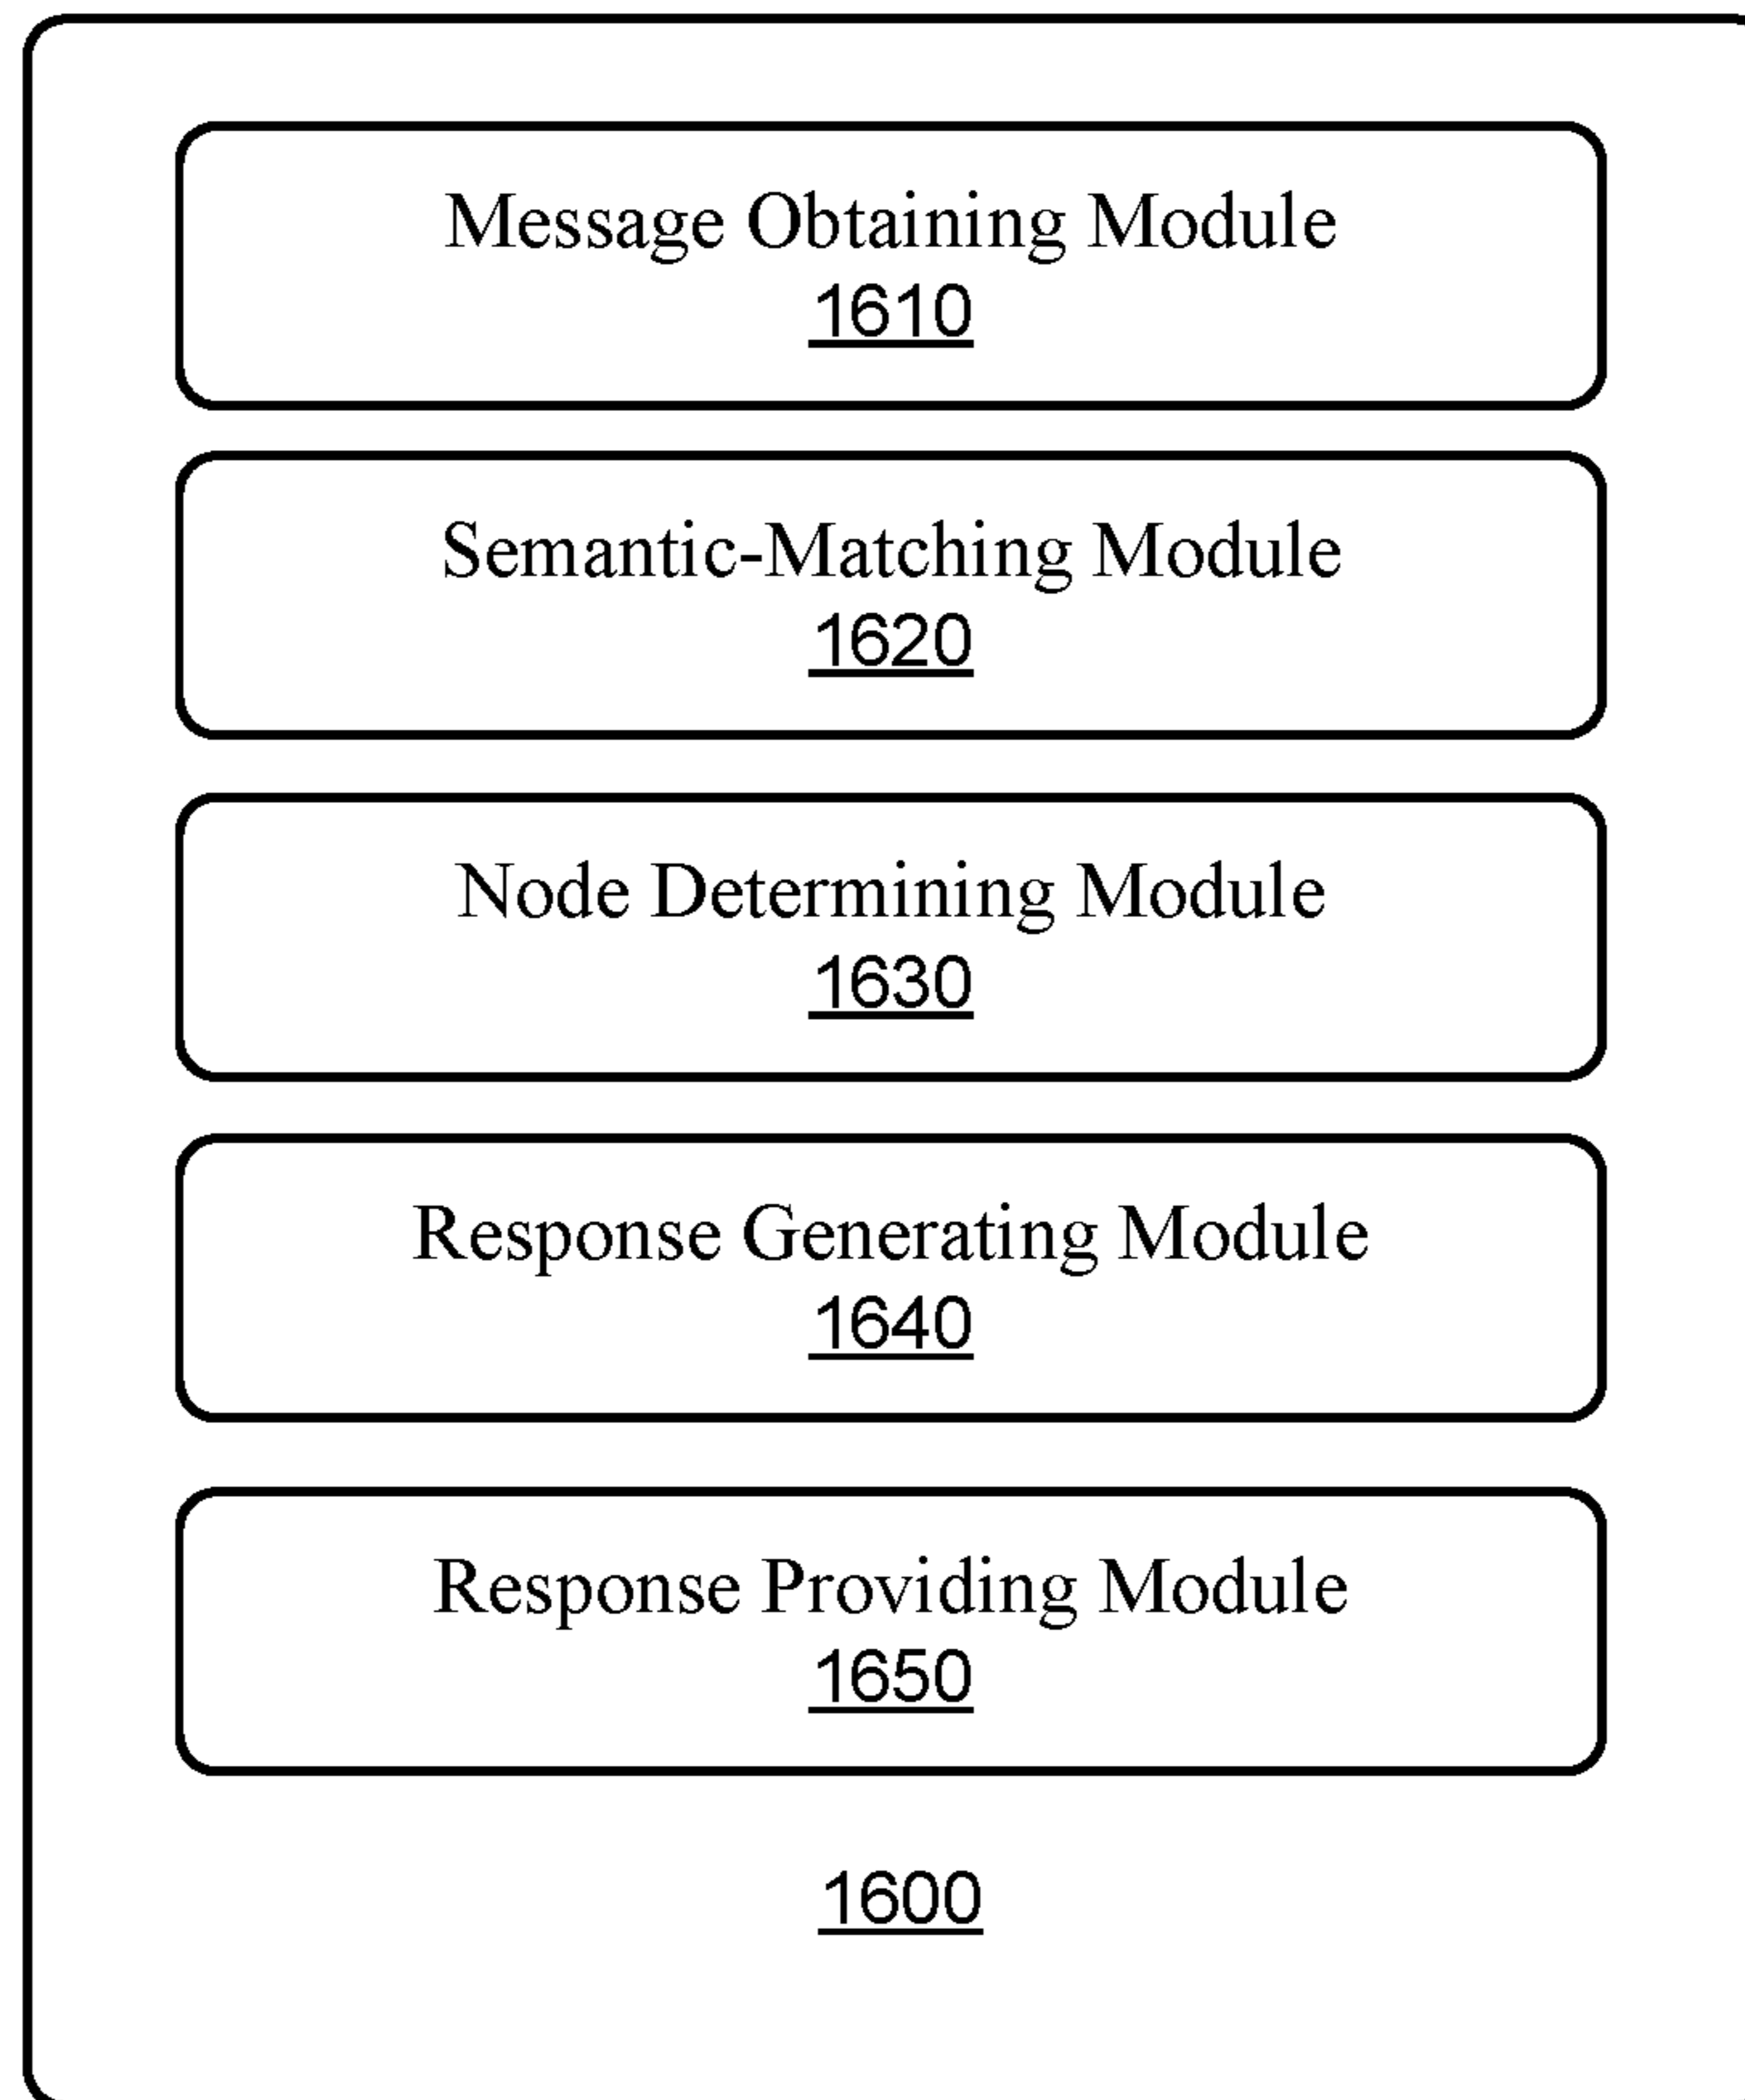 Message Obtaining Module
1610
Semantic-Matching Module
1620
Node Determining Module
1630
Response Generating Module
1640
Response Providing Module
1650
1600